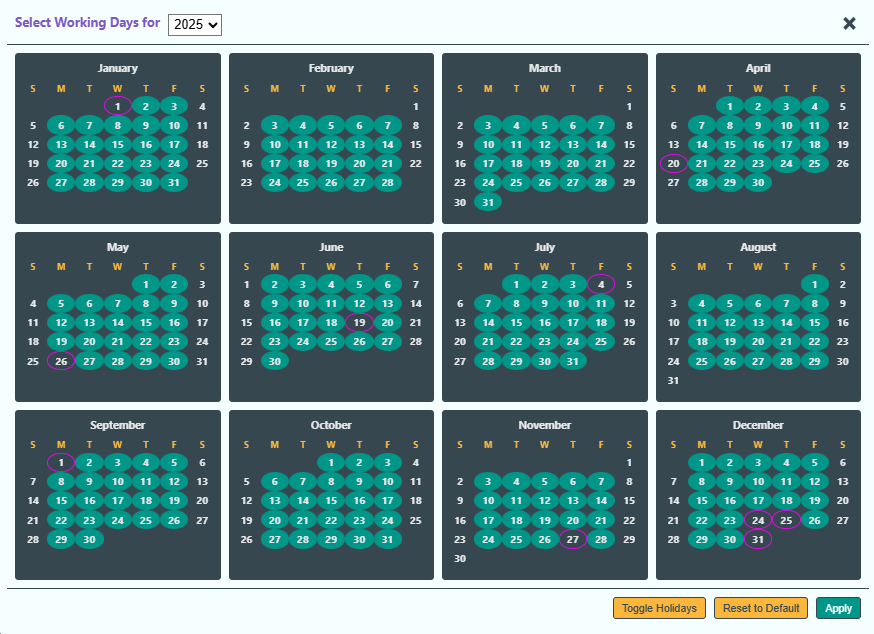 Select Working Days for 2025
January February March April
S M T W T F S S M T W T F S S M T W T F S S M T W T F S
1 2 3 4 1 1 1 2 3 4 5
5 6 7 8 9 10 11 2 3 4 5 6 7 8 2 3 4 5 6 7 8 6 7 8 9 10 11 12
12 13 14 15 16 17 18 9 10 11 12 13 14 15 9 10 11 12 13 14 15 13 14 15 16 17 18 19
19 20 21 22 23 24 25 16 17 18 19 20 21 22 16 17 18 19 20 21 22 20 21 22 23 24 25 26
26 27 28 29 30 31 23 24 25 26 27 28 23 24 25 26 27 28 29 27 28 29 30
30 31
May June July August
S M T W T F S S M T W T F S S M T W T F S S M T W T F S
1 2 3 1 2 3 4 5 6 7 1 2 3 4 5 1 2
4 5 6 7 8 9 10 8 9 10 11 12 13 14 6 7 8 9 10 11 12 3 4 5 6 7 8 9
11 12 13 14 15 16 17 15 16 17 18 19 20 21 13 14 15 16 17 18 19 10 11 12 13 14 15 16
18 19 20 21 22 23 24 22 23 24 25 26 27 28 20 21 22 23 24 25 26 17 18 19 20 21 22 23
25 26 27 28 29 30 31 29 30 27 28 29 30 31 24 25 26 27 28 29 30
31
September October November December
S M T W T F S S M T W T F S S M T W T F S S M T W T F S
1 2 3 4 5 6 1 2 3 4 1 1 2 3 4 5 6
7 8 9 10 11 12 13 5 6 7 8 9 10 11 2 3 4 5 6 7 8 7 8 9 10 11 12 13
14 15 16 17 18 19 20 12 13 14 15 16 17 18 9 10 11 12 13 14 15 14 15 16 17 18 19 20
21 22 23 24 25 26 27 19 20 21 22 23 24 25 16 17 18 19 20 21 22 21 22 23 24 25 26 27
28 29 30 26 27 28 29 30 31 23 24 25 26 27 28 29 28 29 30 31
30
Toggle Holidays Reset to Default Apply